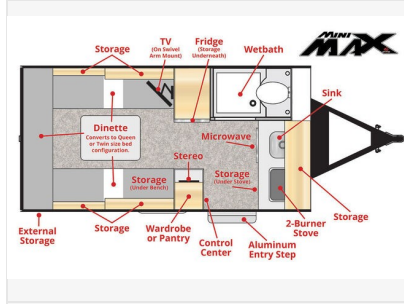 MINI
MAX
TV
(On Swivel
Arm Mount)
Fridge
(Storage
Underneath)
Wetbath
Storage
Sink
Dinette
Converts to Queen
or Twin size bed
configuration.
Microwave
Stereo
Storage
(Under Bench)
Storage
(Under Stove)
External
Storage
Storage
Wardrobe
or Pantry
Control
Center
Aluminum
Entry Step
2-Burner
Stove
Storage